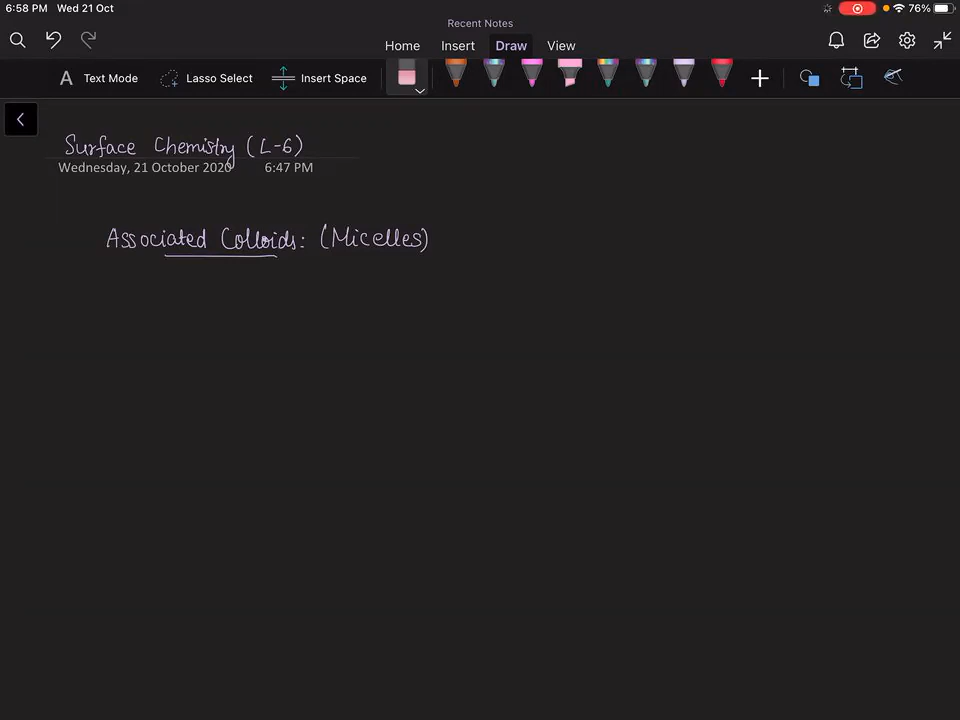 6:58 PM Wed 21 Oct 76%
Recent Notes
Home Insert Draw View
A Text Mode Lasso Select Insert Space
Surface Chemistry (L-6)
Wednesday, 21 October 2020 6:47 PM
Associated Colloids: (Micelles)